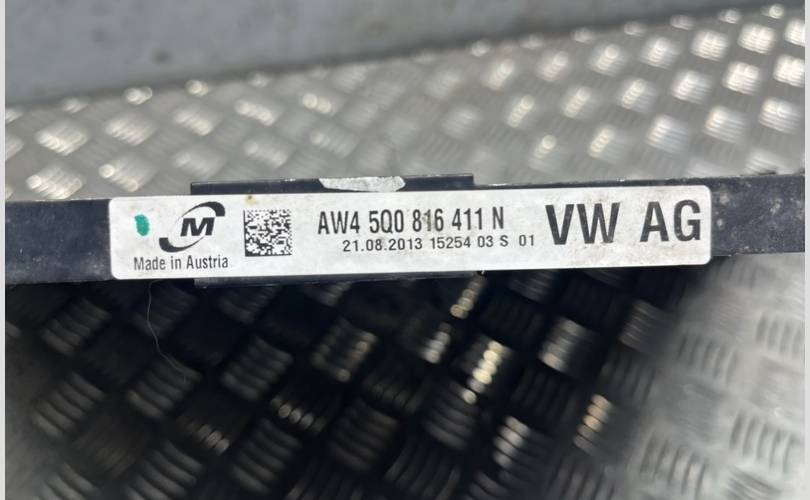 M
Made in Austria
AW4 5Q0 816 411 N
21.08.2013 15254 03 S 01
VW AG